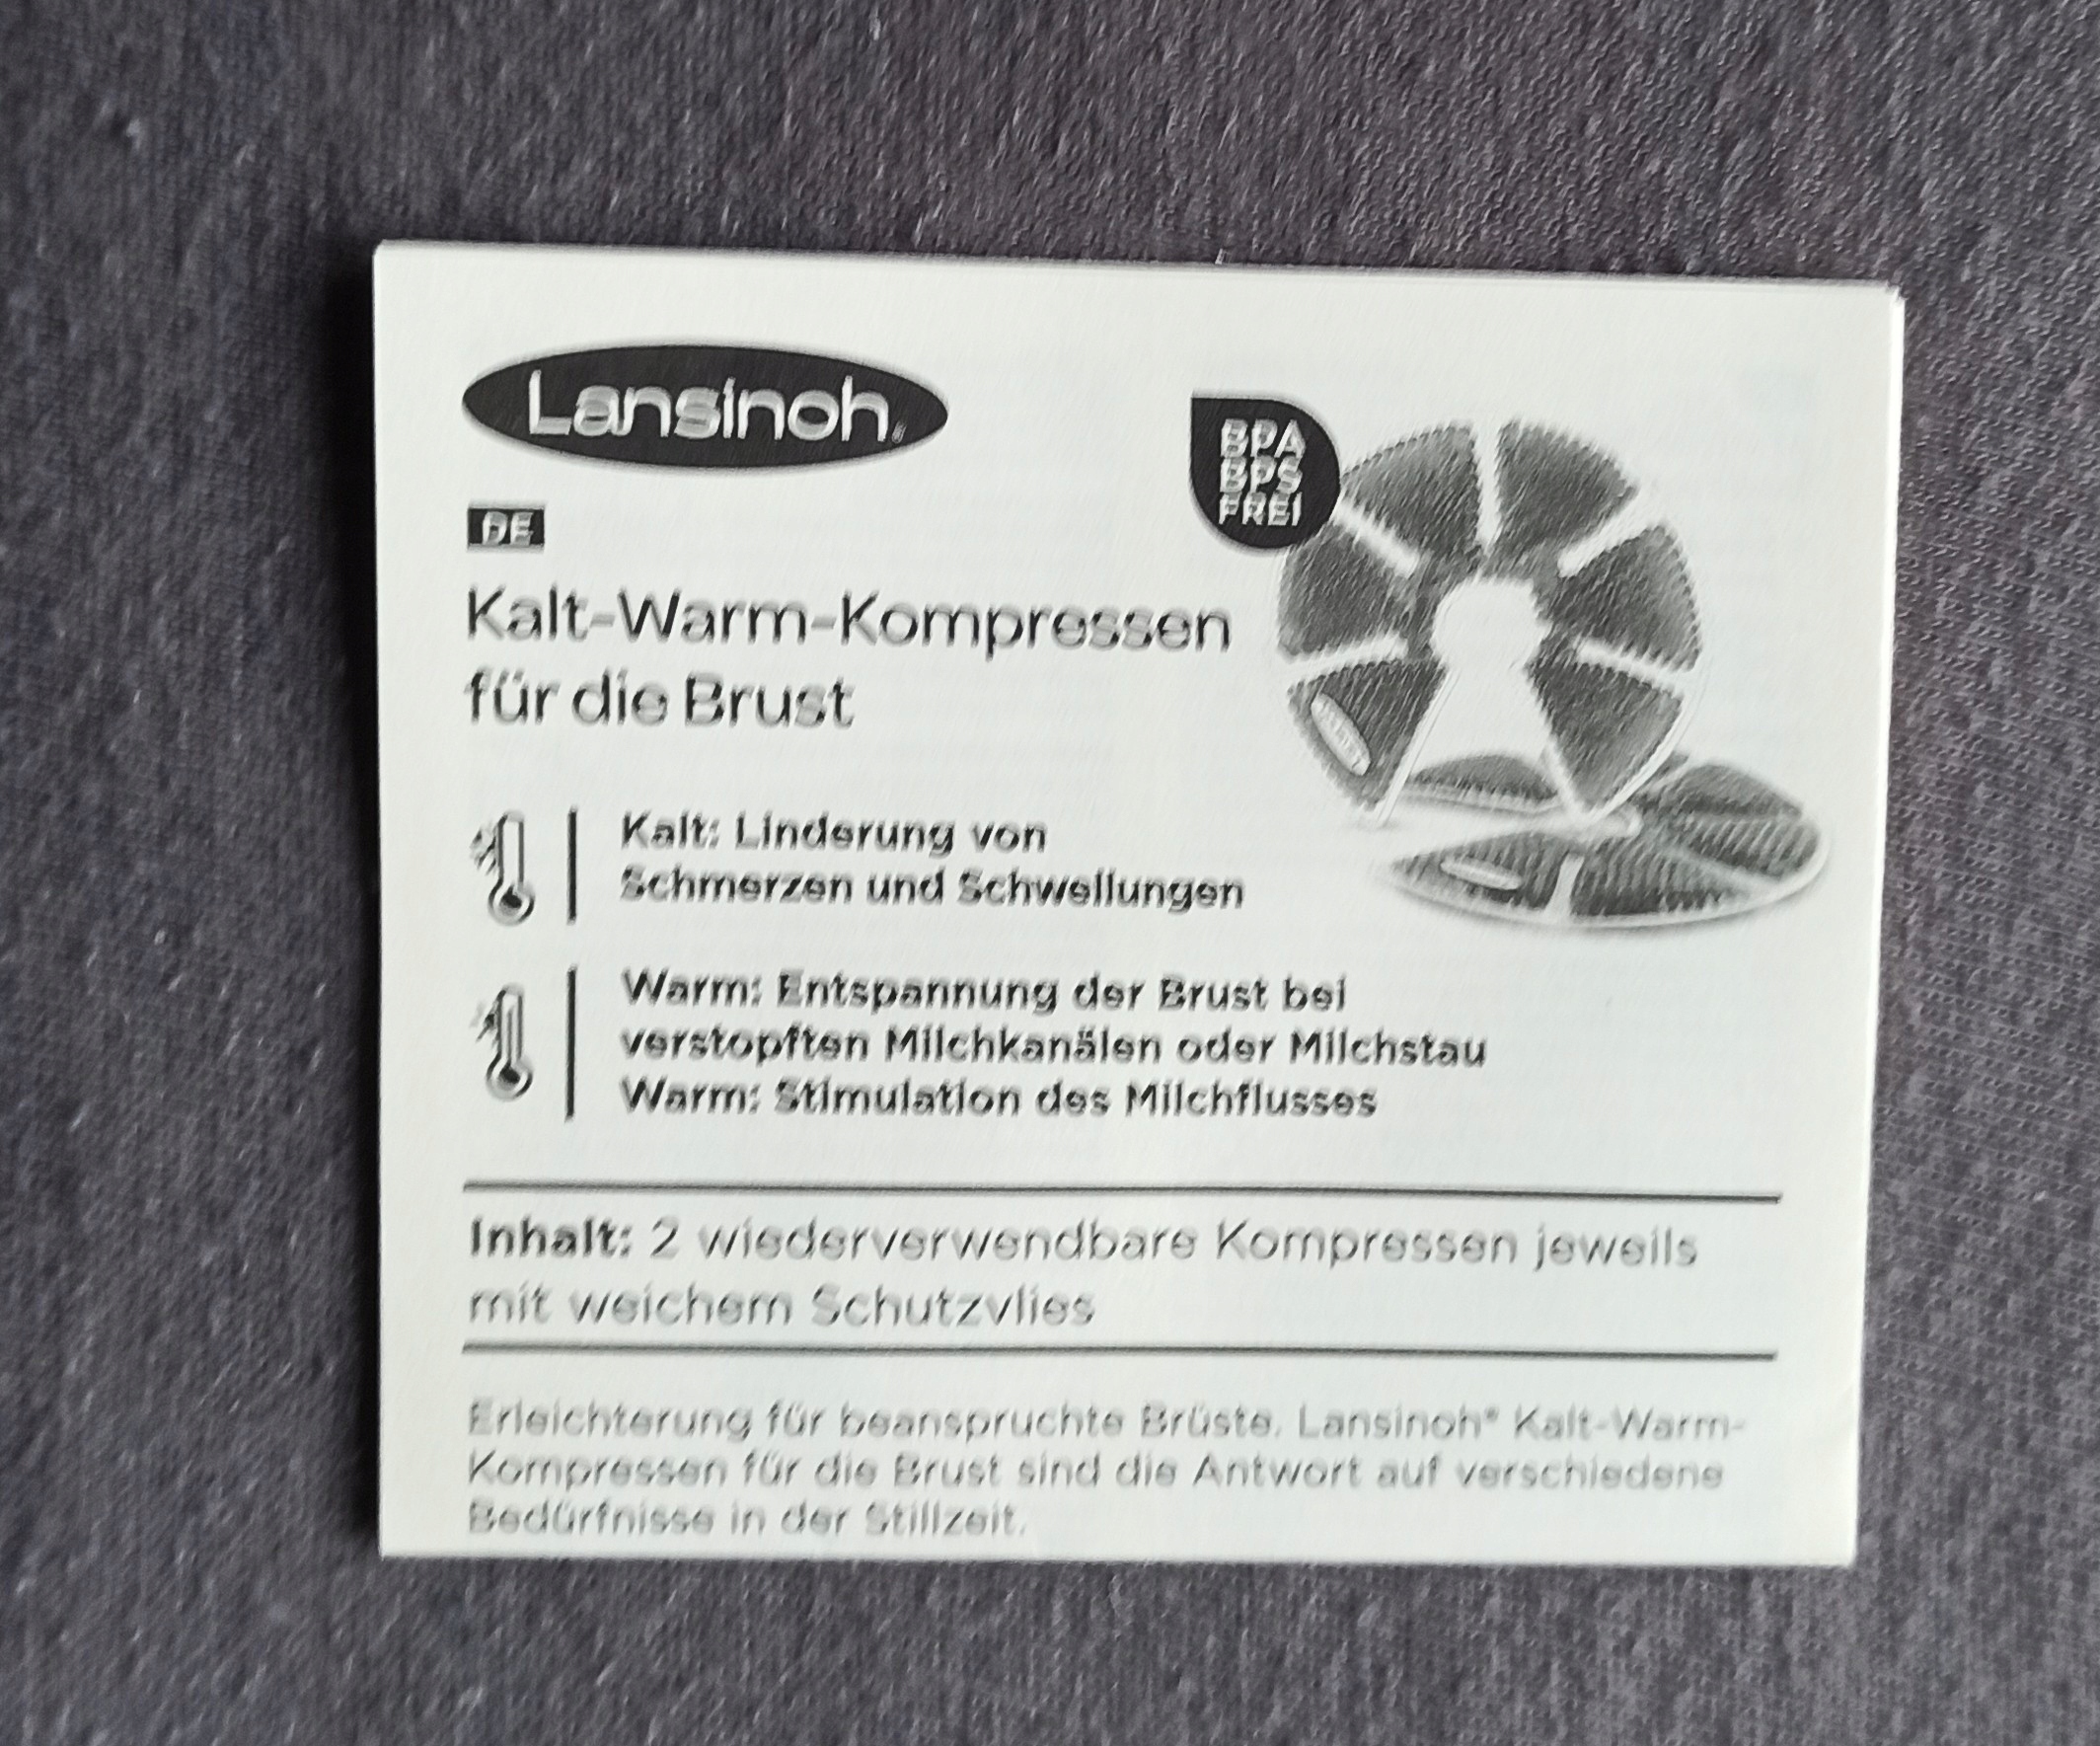 Lansinoh®
BPA
BPS
FREI
DE
Kalt-Warm-Kompressen
für die Brust
Kalt: Linderung von
Schmerzen und Schwellungen
Warm: Entspannung der Brust bei
verstopften Milchkanälen oder Milchstau
Warm: Stimulation des Milchflusses
Inhalt: 2 wiederverwendbare Kompressen jeweils
mit weichem Schutzvlies
Erleichterung für beanspruchte Brüste. Lansinoh® Kalt-Warm-
Kompressen für die Brust sind die Antwort auf verschiedene
Bedürfnisse in der Stillzeit.